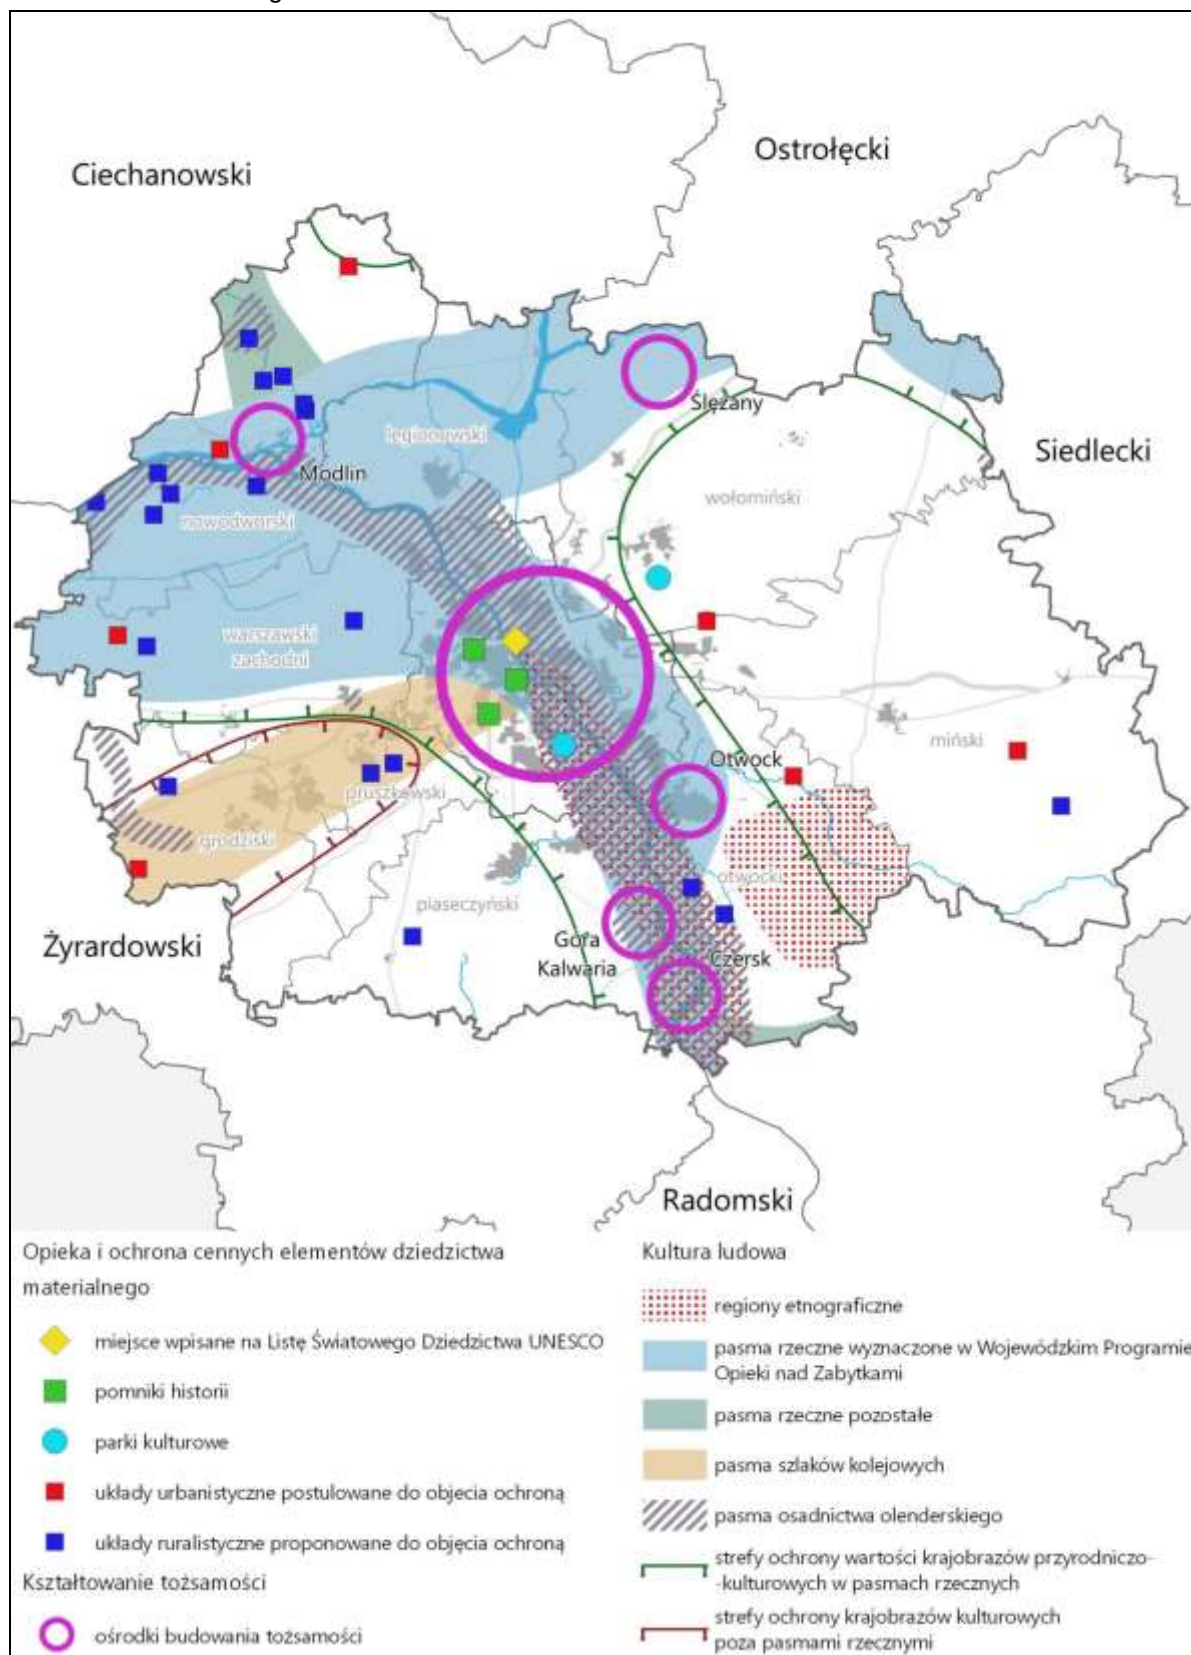 Ostrołęcki
Ciechanowski
Ślężany
legionowski
Siedlecki
Modlin
wołomiński
nowodworski
warszawski
zachodni
Otwock
miński
pruszkowski
grodziski
otwocki
piaseczyński
Góra
Kalwaria
Czersk
Żyrardowski
Radomski
Opieka i ochrona cennych elementów dziedzictwa
materialnego
miejsce wpisane na Listę Światowego Dziedzictwa UNESCO
pomniki historii
parki kulturowe
układy urbanistyczne postulowane do objecia ochroną
układy ruralistyczne proponowane do objęcia ochroną
Kształtowanie tożsamości
ośrodki budowania tożsamości
Kultura ludowa
regiony etnograficzne
pasma rzeczne wyznaczone w Wojewódzkim Programie
Opieki nad Zabytkami
pasma rzeczne pozostałe
pasma szlaków kolejowych
pasma osadnictwa olenderskiego
strefy ochrony wartości krajobrazów przyrodniczo-
-kulturowych w pasmach rzecznych
strefy ochrony krajobrazów kulturowych
poza pasmami rzecznymi